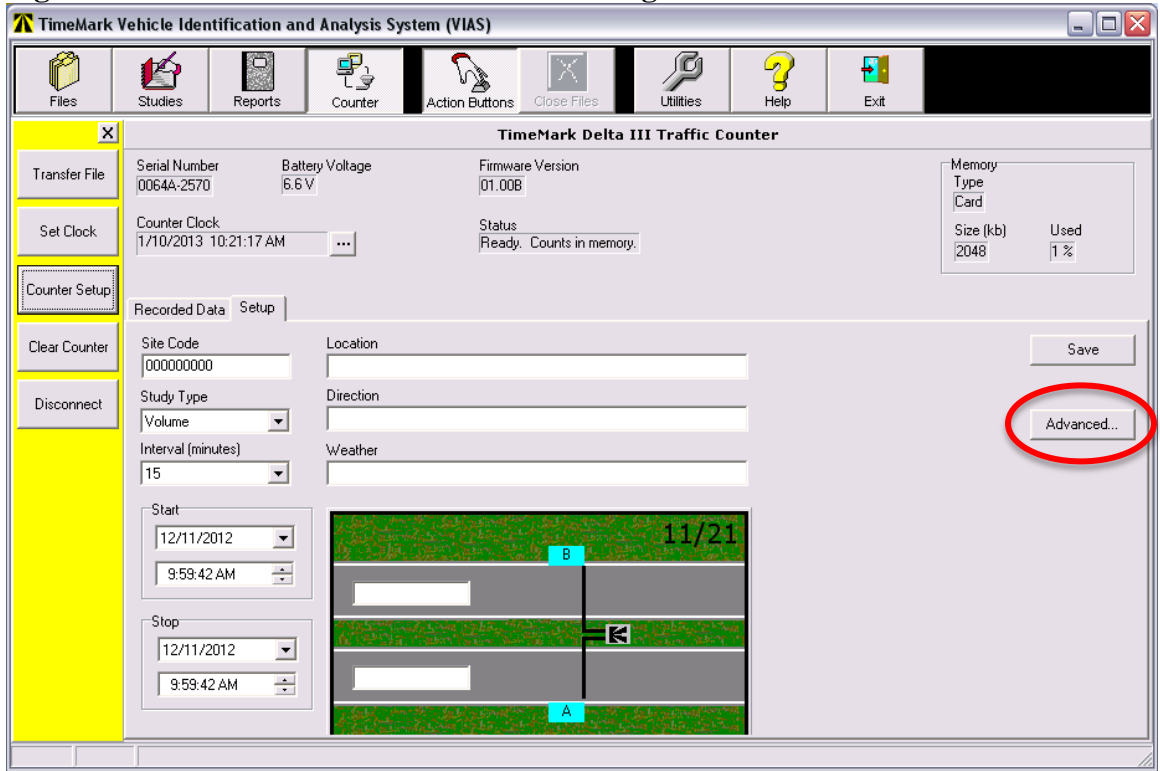 TimeMark Vehicle Identification and Analysis System (VIAS)
Files Studies Reports Counter Action Buttons Close Files Utilities Help Exit
TimeMark Delta III Traffic Counter
Transfer File
Set Clock
Counter Setup
Clear Counter
Disconnect
Serial Number Battery Voltage Firmware Version
0064A-2570 6.6 V 01.00B
Counter Clock Status
1/10/2013 10:21:17 AM ... Ready. Counts in memory.
Memory
Type
Card
Size (kb) Used
2048 1 %
Recorded Data Setup
Site Code Location
000000000
Study Type Direction
Volume
Interval (minutes) Weather
15
Save
Advanced...
Start
12/11/2012
9:59:42 AM
Stop
12/11/2012
9:59:42 AM
11/21
B
A